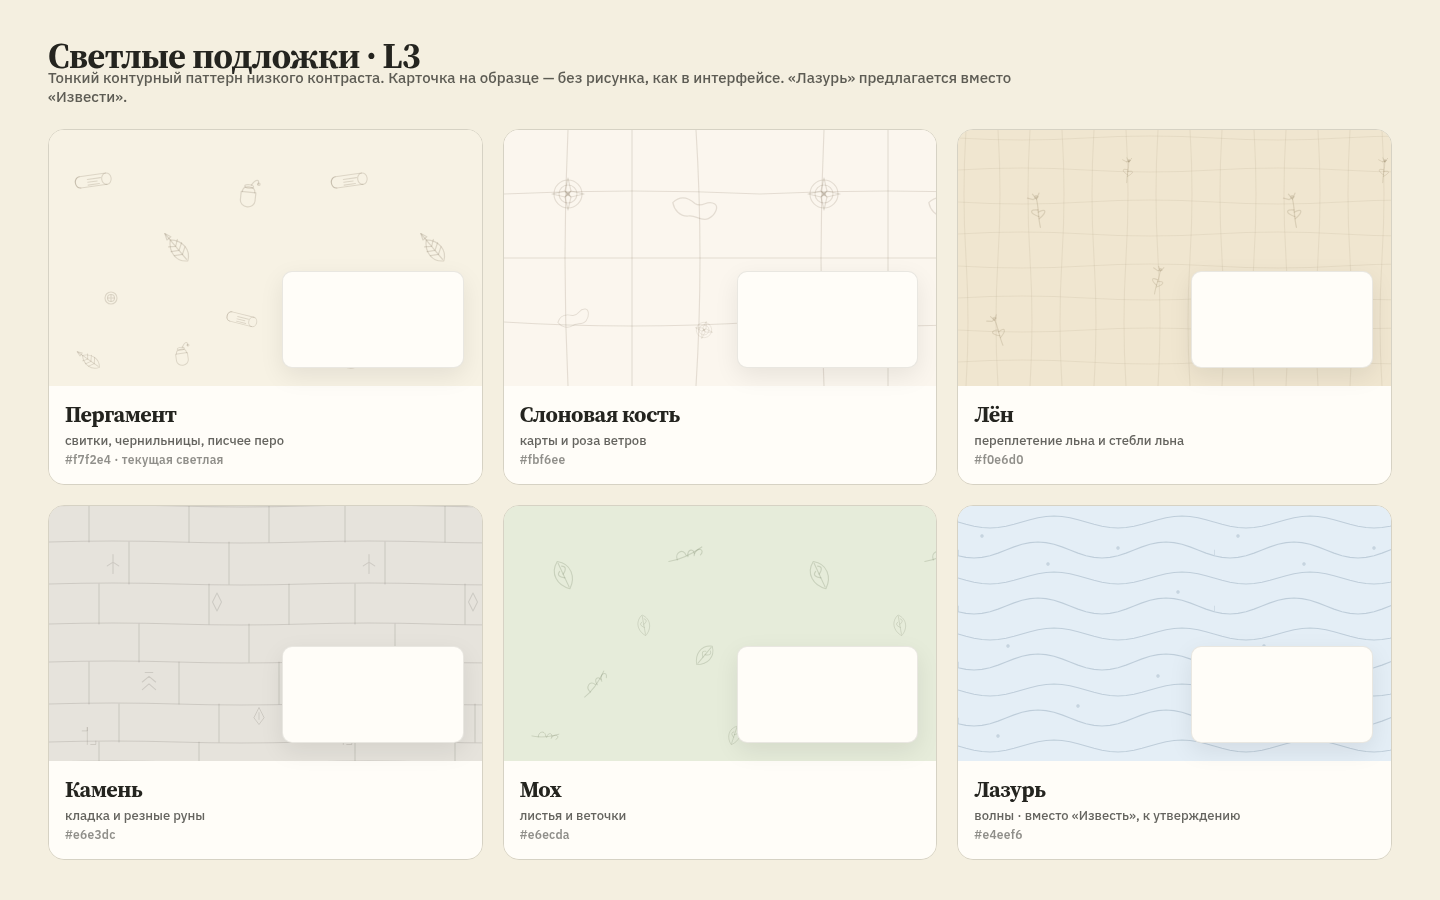 Светлые подложки · L3
Тонкий контурный паттерн низкого контраста. Карточка на образце — без рисунка, как в интерфейсе. «Лазурь» предлагается вместо
«Извести».
Пергамент
свитки, чернильницы, писчее перо
#f7f2e4 · текущая светлая
Слоновая кость
карты и роза ветров
#fbf6ee
Лён
переплетение льна и стебли льна
#f0e6d0
Камень
кладка и резные руны
#e6e3dc
Мох
листья и веточки
#e6ecda
Лазурь
волны · вместо «Известь», к утверждению
#e4eef6